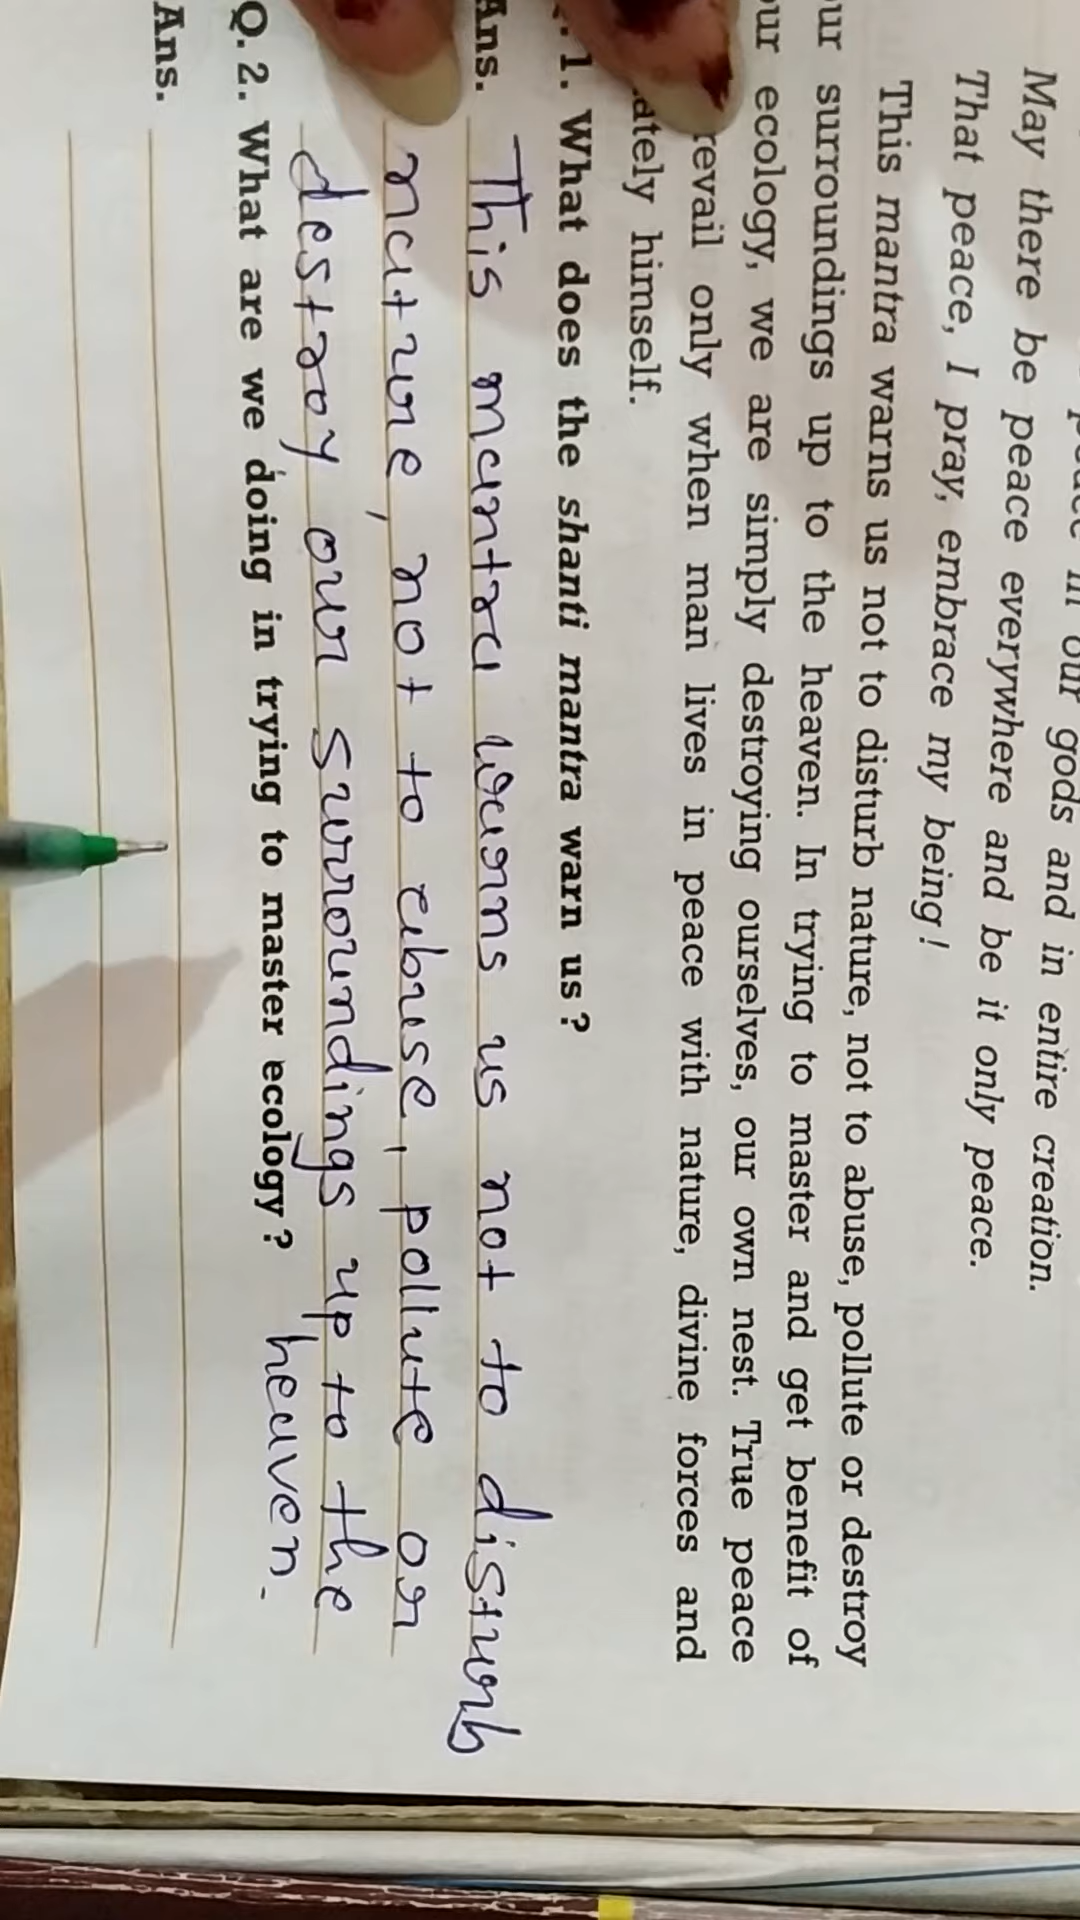 in our gods and in entire creation.
May there be peace everywhere and be it only peace.
That peace, I pray, embrace my being!
This mantra warns us not to disturb nature, not to abuse, pollute or destroy
surroundings up to the heaven. In trying to master and get benefit of
ecology, we are simply destroying ourselves, our own nest. True peace
only when man lives in peace with nature, divine forces and
himself.
1. What does the shanti mantra warn us?
Ans. This mantra warns us not to disturb
nature, not to abuse, pollute or
destroy our surroundings up to the
heaven.
Q. 2. What are we doing in trying to master ecology?
Ans.